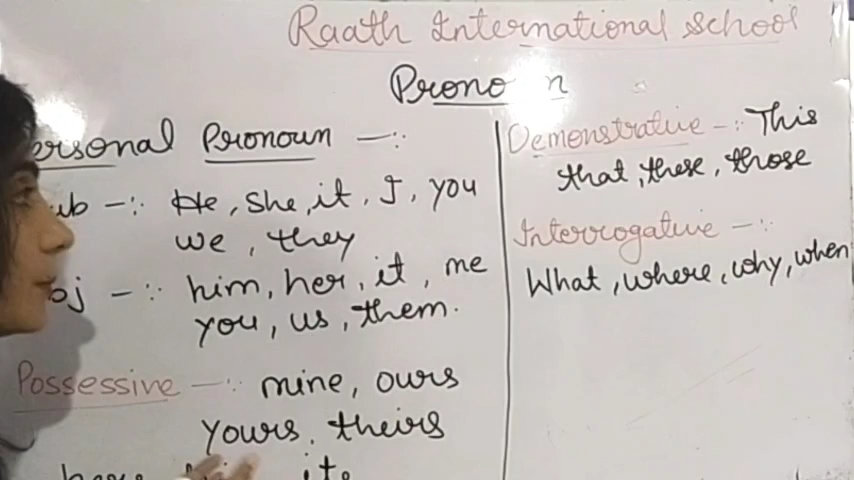 Raath International School
Prono n
ersonal Pronoun -::
ub -:: He, She, it, I, you
we, they
bj -:: him, her, it, me
you, us, them.
Possessive -:: mine, ours
yours, theirs
Demonstrative -:: This
that, these, those
Interrogative -::
What, where, why, when